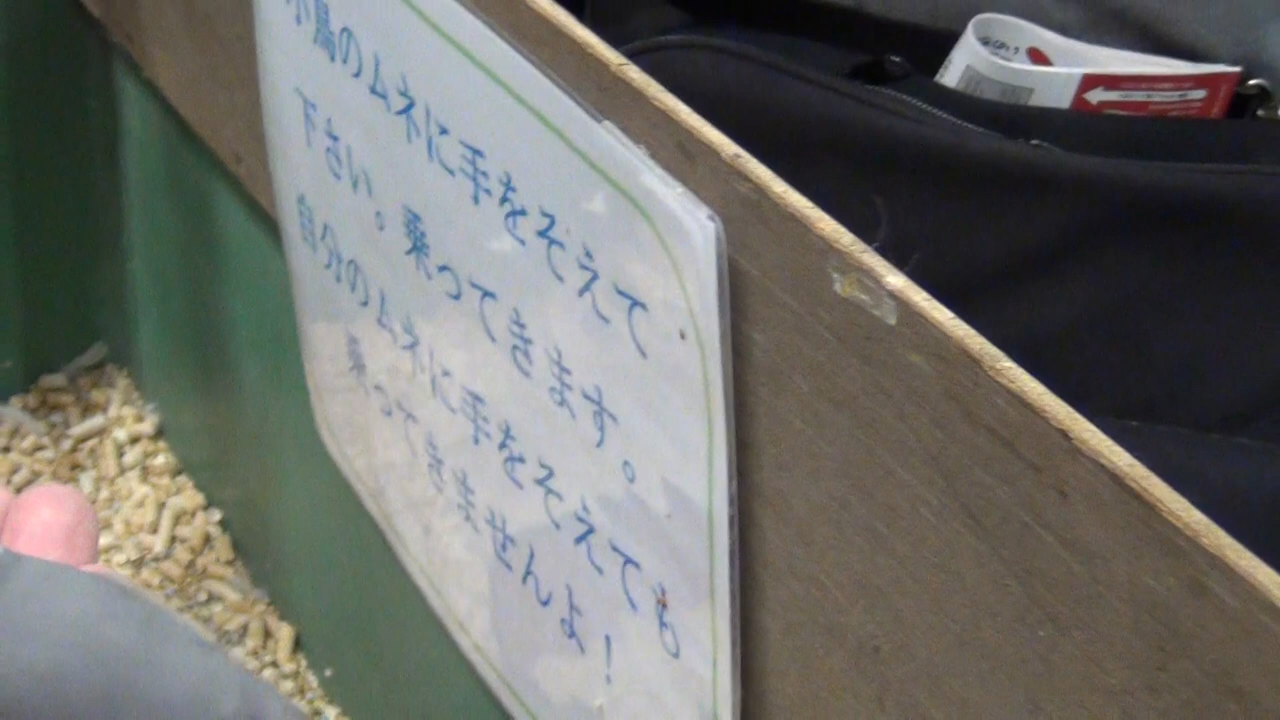 小鳥のムネに手をそえて
下さい。乗ってきます。
自分のムネに手をそえても
乗ってきませんよ!